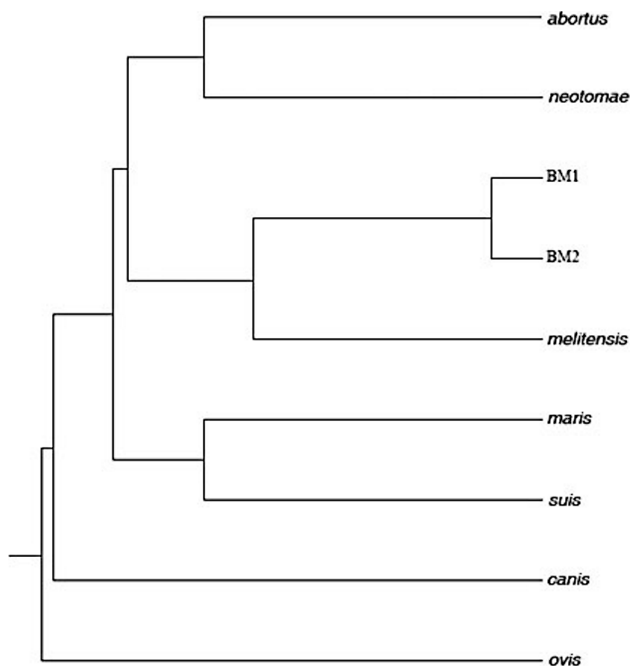 abortus
neotomae
BM1
BM2
melitensis
maris
suis
canis
ovis